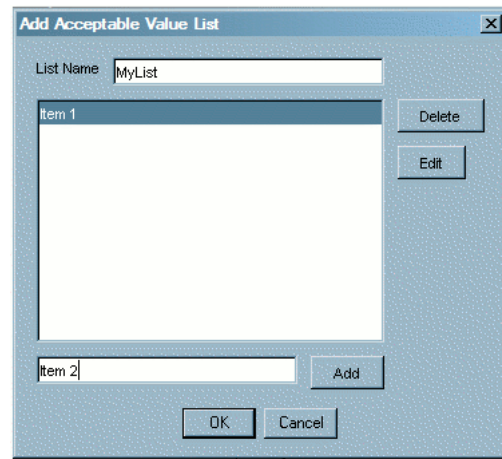 Add Acceptable Value List
List Name MyList
Item 1
Delete
Edit
Item 2
Add
OK Cancel